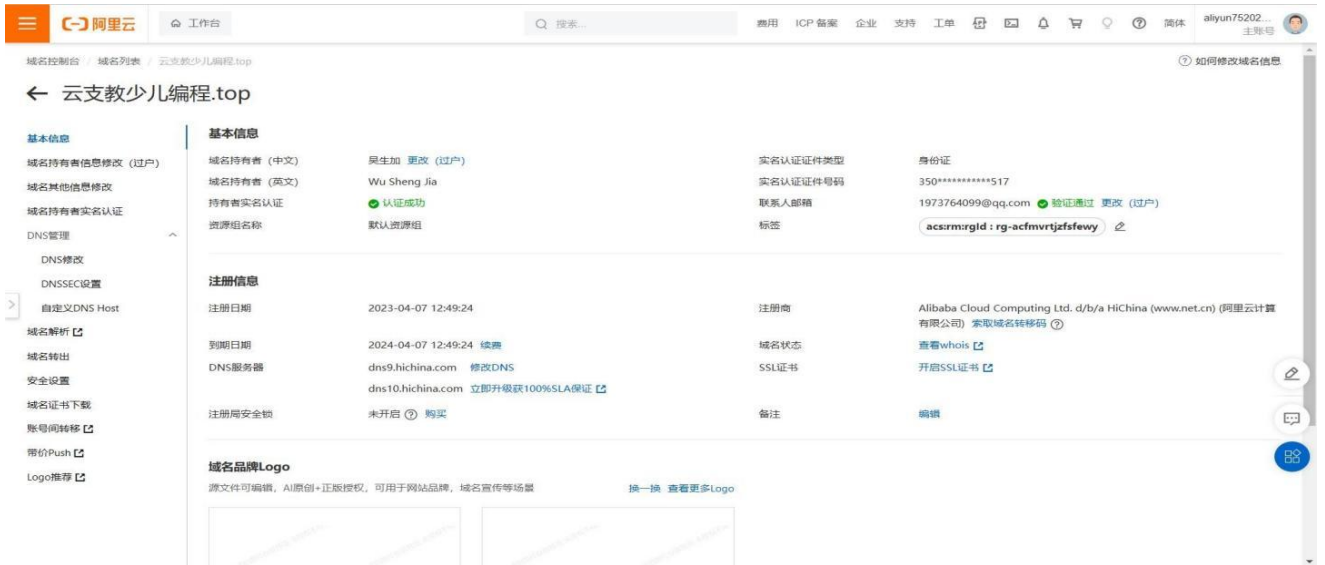 阿里云 工作台 搜索... 费用 ICP 备案 企业 支持 工单 简体 aliyun75202...
主账号
域名控制台 / 域名列表 / 云支教少儿编程.top 如何修改域名信息
← 云支教少儿编程.top
基本信息
域名持有者信息修改（过户）
域名其他信息修改
域名持有者实名认证
DNS管理
DNS修改
DNSSEC设置
自定义DNS Host
域名解析
域名转出
安全设置
域名证书下载
账号间转移
带价Push
Logo推荐
基本信息
域名持有者（中文） 吴生加 更改（过户） 实名认证证件类型 身份证
域名持有者（英文） Wu Sheng Jia 实名认证证件号码 350***********517
持有者实名认证 认证成功 联系人邮箱 1973764099@qq.com 验证通过 更改（过户）
资源组名称 默认资源组 标签 acs:rm:rgId : rg-acfmvrtjzfsfewy
注册信息
注册日期 2023-04-07 12:49:24 注册商 Alibaba Cloud Computing Ltd. d/b/a HiChina (www.net.cn) (阿里云计算
有限公司) 索取域名转移码
到期日期 2024-04-07 12:49:24 续费 域名状态 查看whois
DNS服务器 dns9.hichina.com 修改DNS SSL证书 开启SSL证书
dns10.hichina.com 立即升级获100%SLA保证
注册局安全锁 未开启 购买 备注 编辑
域名品牌Logo
源文件可编辑，AI原创+正版授权，可用于网站品牌，域名宣传等场景 换一换 查看更多Logo